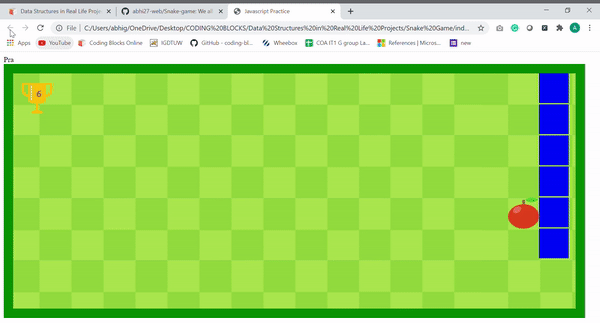 Data Structures in Real Life Proj
abhi27-web/Snake-game: We all
Javascript Practice
File
C:/Users/abhig/OneDrive/Desktop/CODING%20BLOCKS/Data%20Structures%20in%20Real%20Life%20Projects/Snake%20Game/ind...
A
Apps
YouTube
Coding Blocks Online
IGDTUW
GitHub - coding-bl...
Wheebox
COA IT1 G group La...
References | Micros...
new
Pra
6